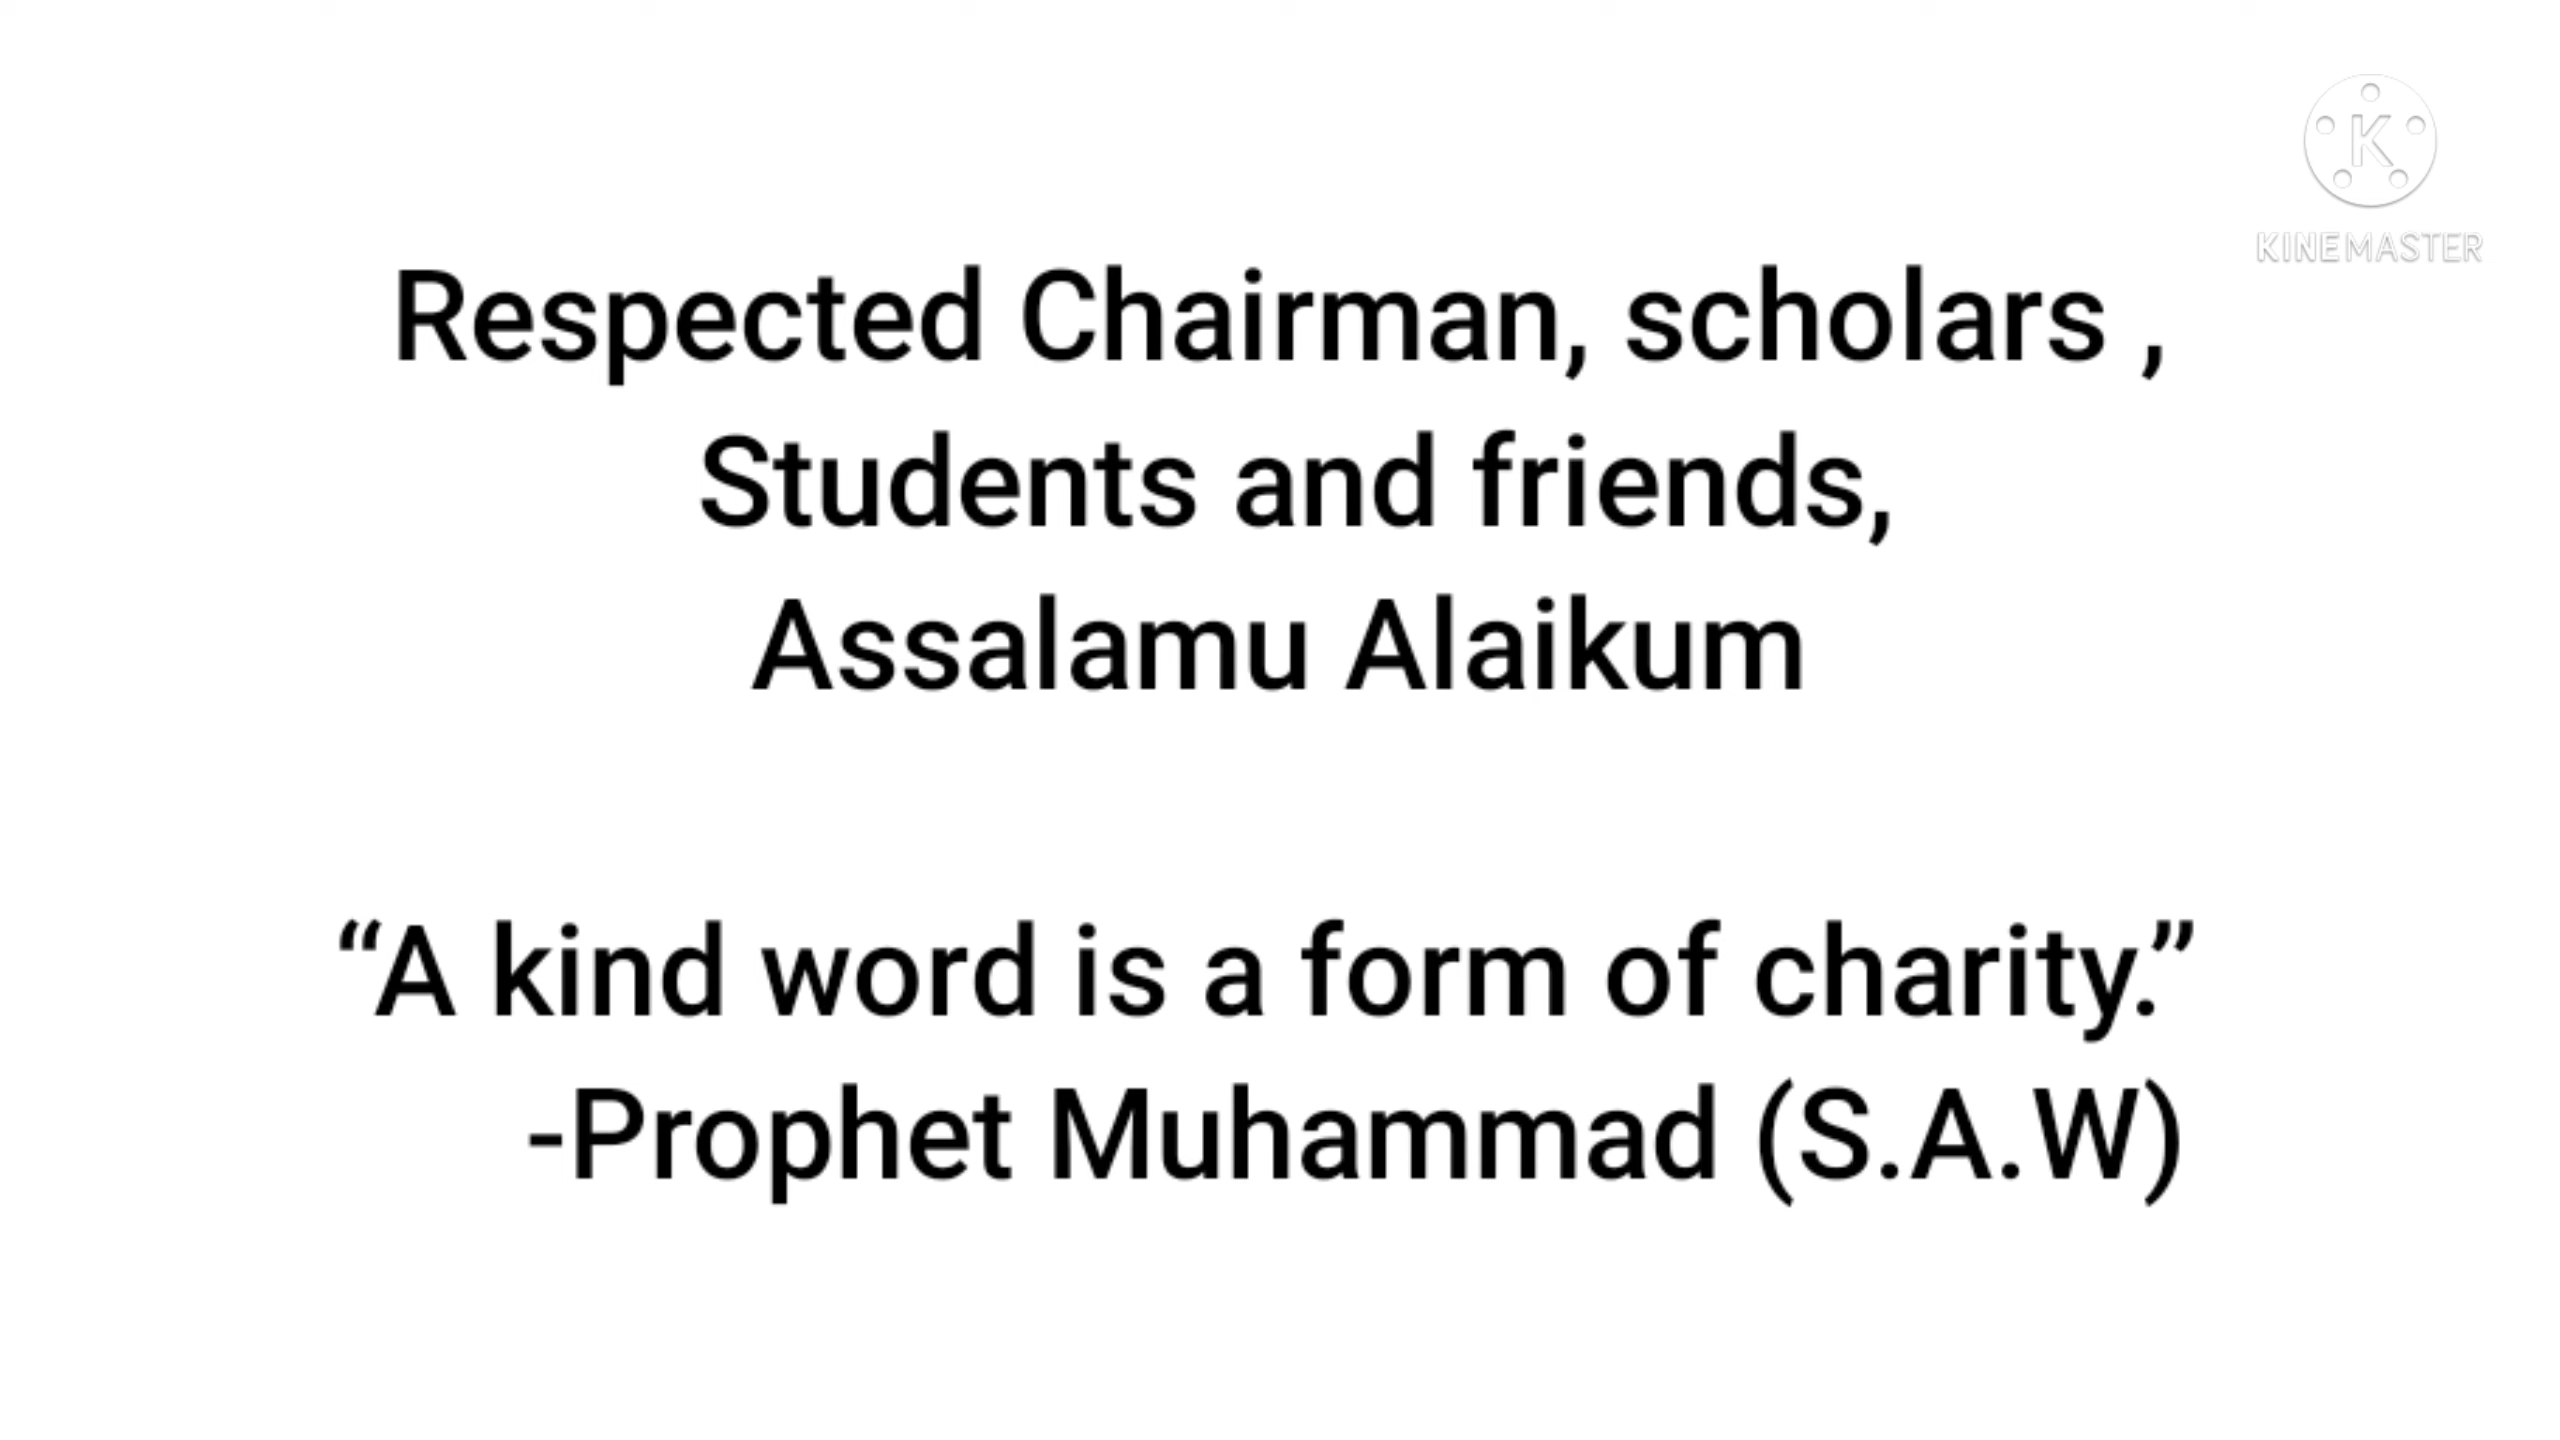 K
KINEMASTER
Respected Chairman, scholars ,
Students and friends,
Assalamu Alaikum
“A kind word is a form of charity.”
-Prophet Muhammad (S.A.W)